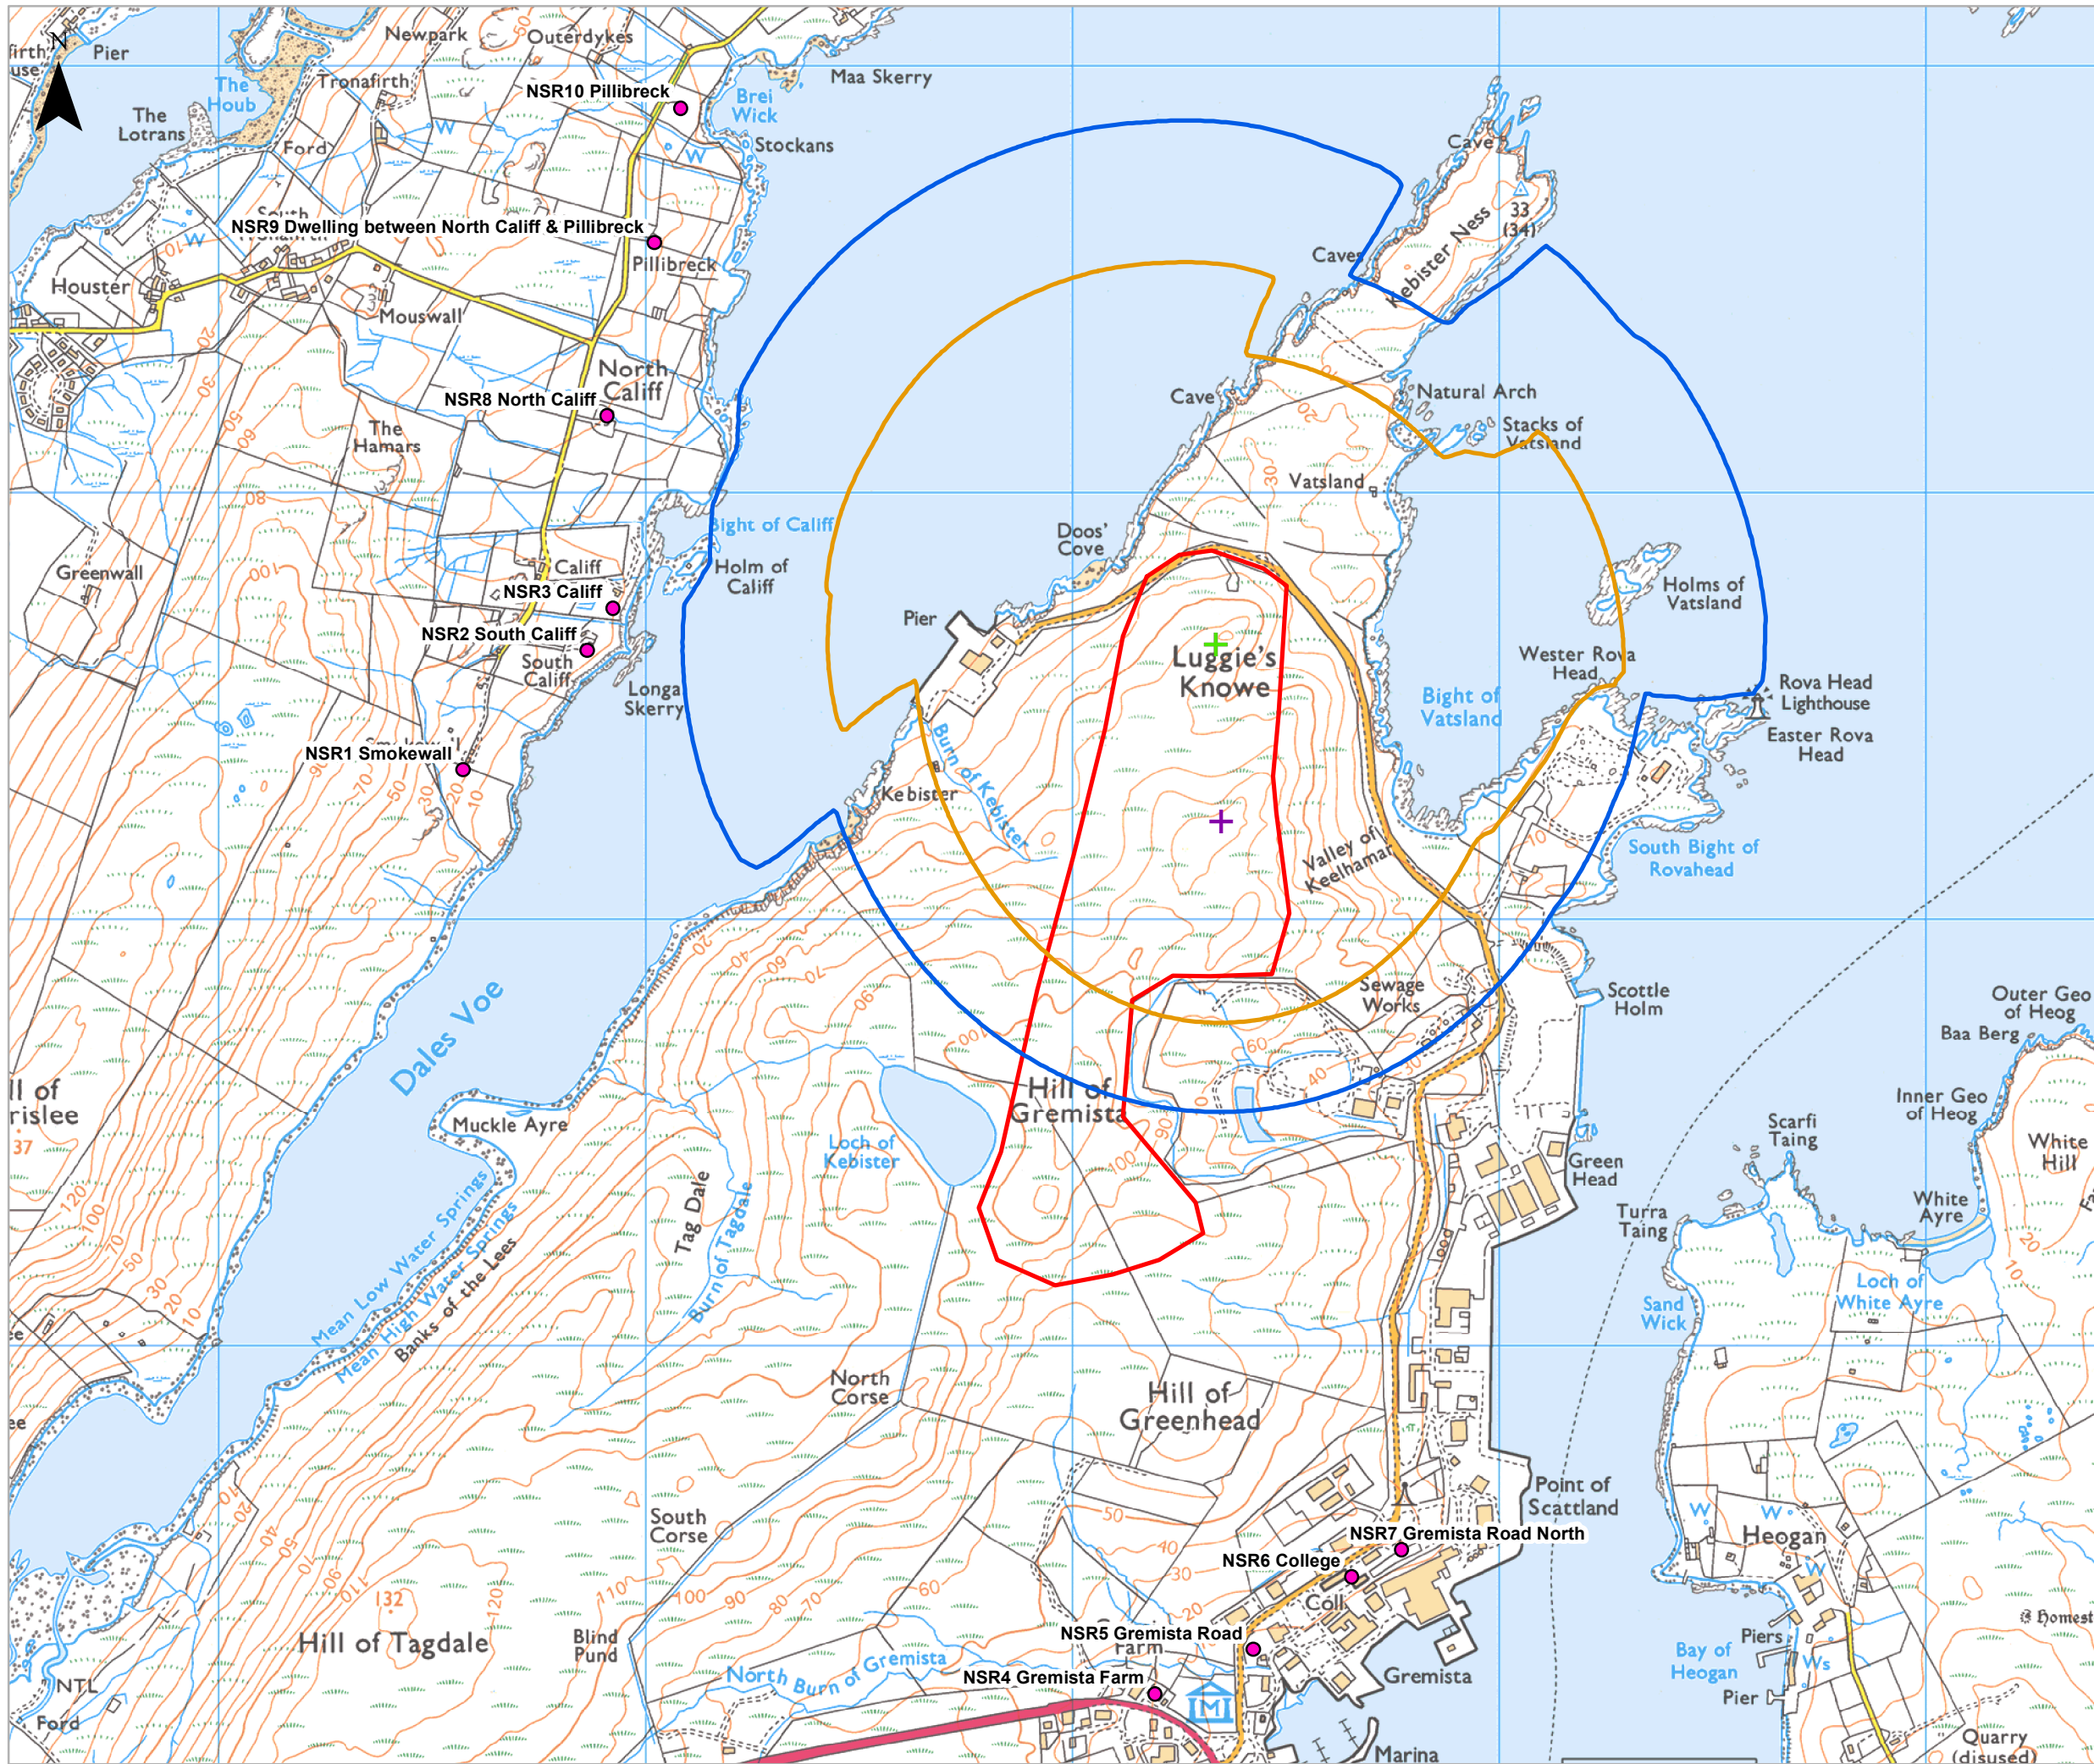 N
Pier
The
Houb
Newpark
Outerdykes
Tronafirth
The
Lotrans
Ford
NSR10 Pillibreck
Maa Skerry
Brei
Wick
Stockans
W
W
W
NSR9 Dwelling between North Califf & Pillibreck
Pillibreck
Houster
Mouswall
North
Califf
NSR8 North Califf
The
Hamars
Greenwall
Califf
NSR3 Califf
NSR2 South Califf
South
Califf
Longa
Skerry
NSR1 Smokewall
Bight of Califf
Holm of
Califf
Cave
33
(34)
Kebister Ness
Caves
Cave
Natural Arch
Stacks of
Vatsland
Vatsland
Doos'
Cove
Pier
Luggie's
Knowe
Holms of
Vatsland
Wester Rova
Head
Bight of
Vatsland
Rova Head
Lighthouse
Easter Rova
Head
Burn of Kebister
Kebister
Valley of
Keelhamar
South Bight of
Rovahead
Sewage
Works
Scottle
Holm
Outer Geo
of Heog
Baa Berg
Inner Geo
of Heog
White
Hill
Scarfi
Taing
White
Ayre
Turra
Taing
Green
Head
Loch of
White Ayre
Sand
Wick
Dales Voe
Muckle Ayre
Mean Low Water Springs
Mean High Water Springs
Banks of the Lees
Tag Dale
Burn of Tagdale
Loch of
Kebister
Hill of
Gremista
North
Corse
Hill of
Greenhead
South
Corse
Point of
Scattland
NSR7 Gremista Road North
NSR6 College
Coll
NSR5 Gremista Road
Farm
NSR4 Gremista Farm
Gremista
Marina
North Burn of Gremista
Blind
Pund
132
Hill of Tagdale
NTL
Ford
Heogan
W
W
W
Ws
Piers
Bay of
Heogan
Pier
Homest
Quarry
(disused)